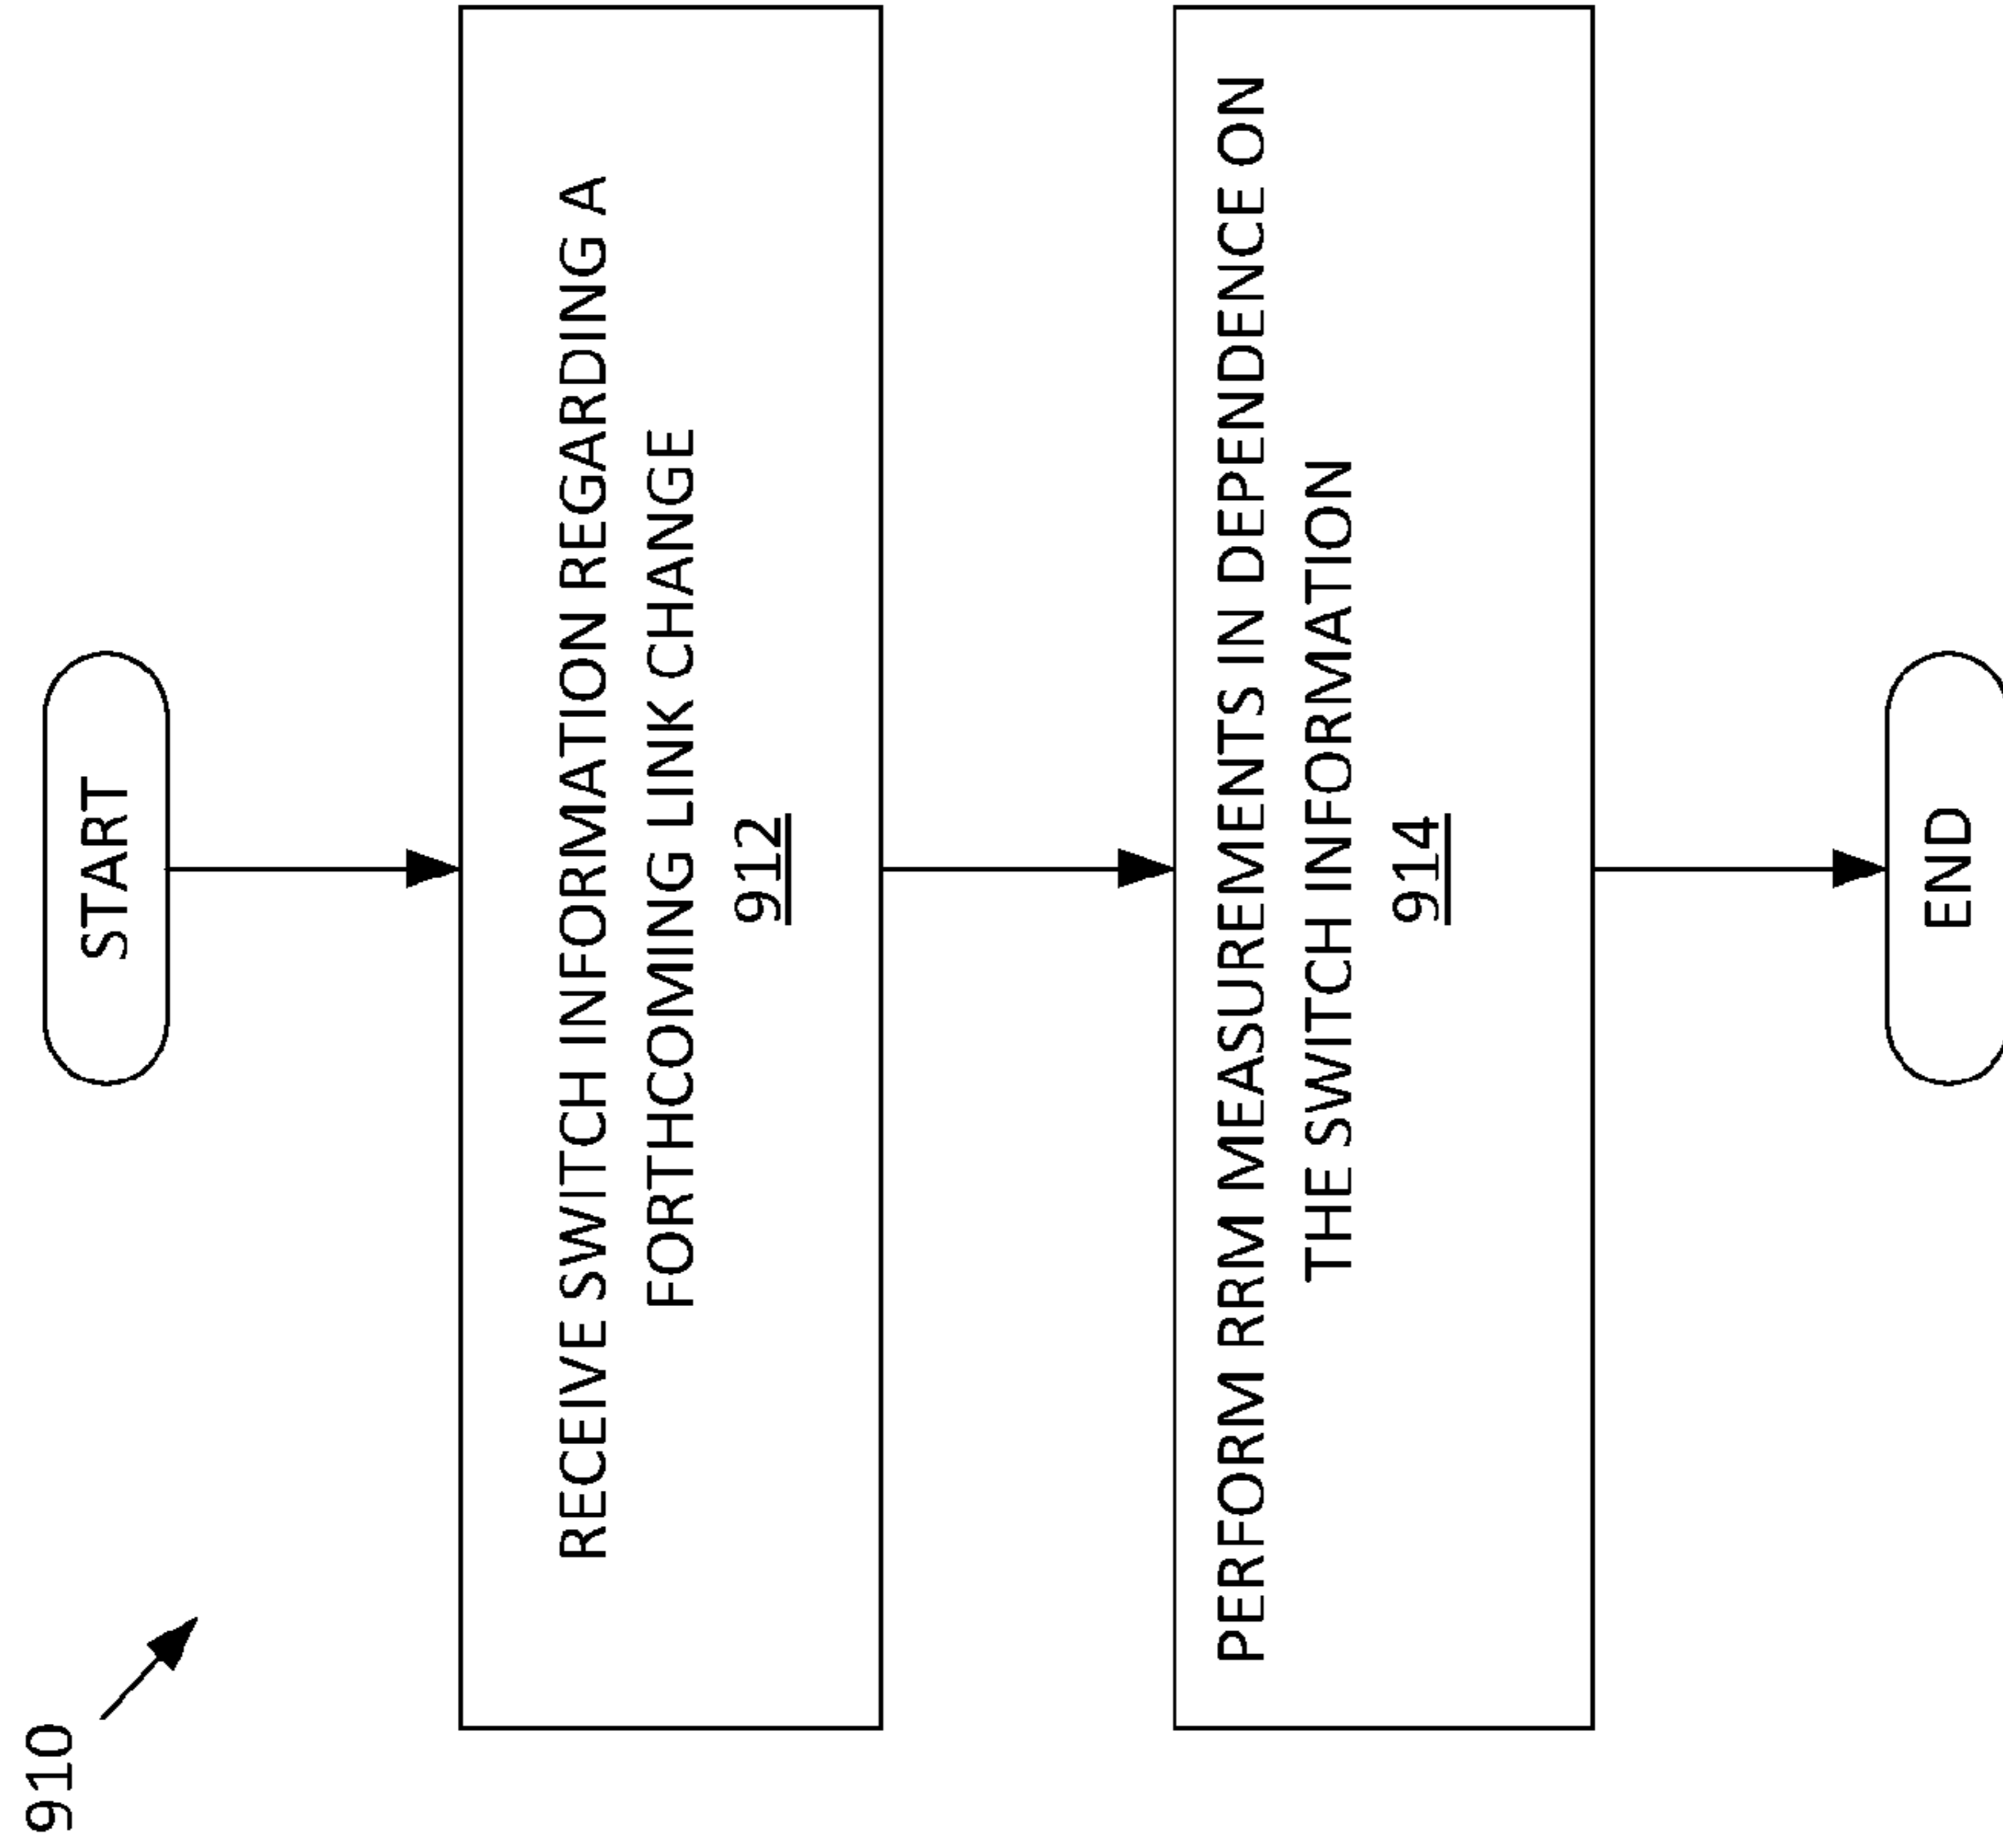 910
START
RECEIVE SWITCH INFORMATION REGARDING A
FORTHCOMING LINK CHANGE
912
PERFORM RRM MEASUREMENTS IN DEPENDENCE ON
THE SWITCH INFORMATION
914
END